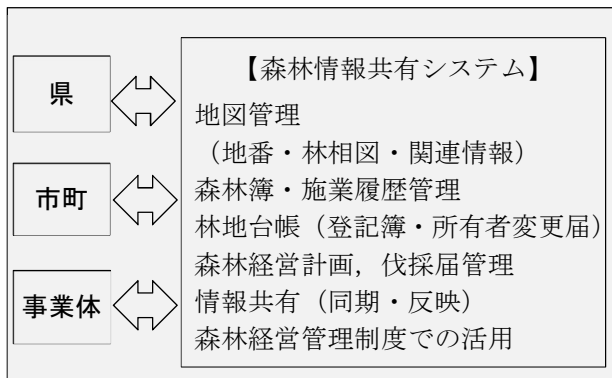 県
市町
事業体
【森林情報共有システム】
地図管理
（地番・林相図・関連情報）
森林簿・施業履歴管理
林地台帳（登記簿・所有者変更届）
森林経営計画，伐採届管理
情報共有（同期・反映）
森林経営管理制度での活用